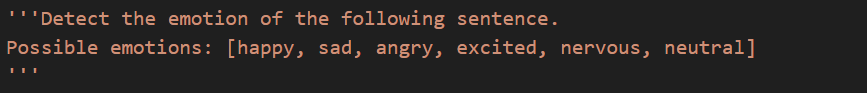 '''Detect the emotion of the following sentence.
Possible emotions: [happy, sad, angry, excited, nervous, neutral]
'''